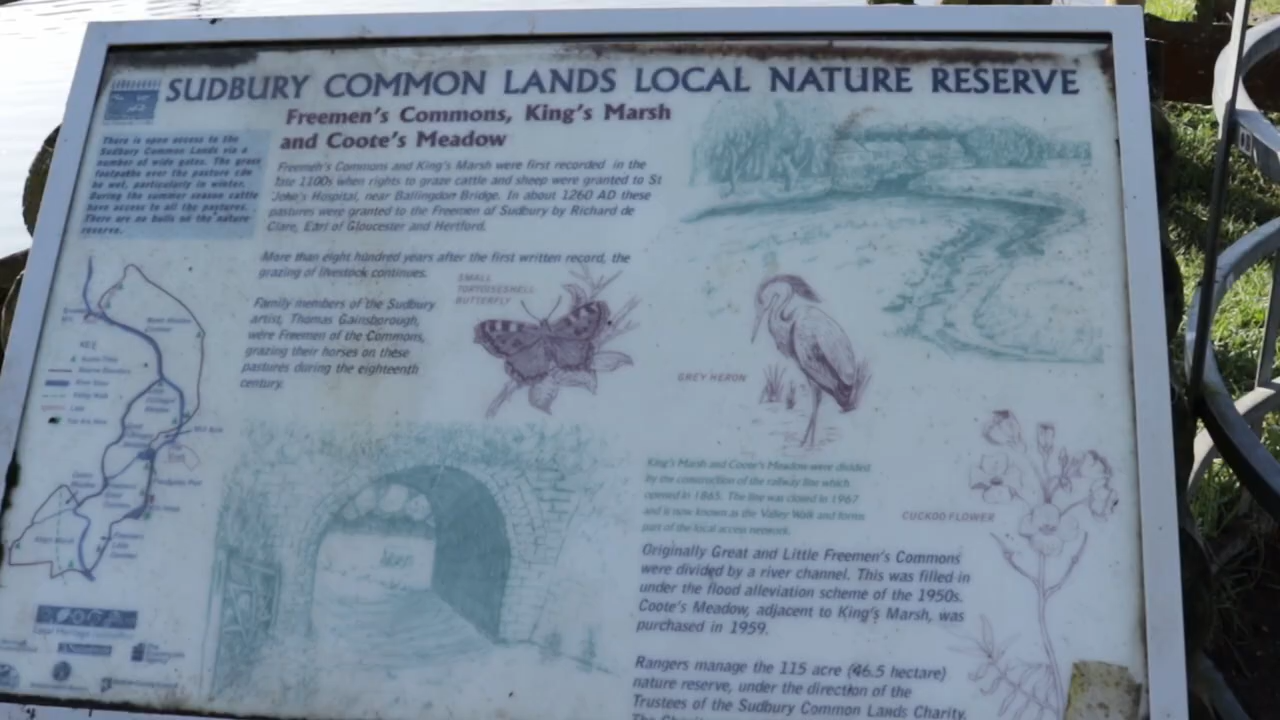 SUDBURY COMMON LANDS LOCAL NATURE RESERVE
Freemen's Commons, King's Marsh
and Coote's Meadow
There is open access to the
Sudbury Common Lands via a
number of wide gates. The grass
footpaths over the pasture can
be wet, particularly in winter.
During the summer season cattle
have access to all the pastures.
There are no bulls on the nature
reserve.
Freemen's Commons and King's Marsh were first recorded in the
late 1100s when rights to graze cattle and sheep were granted to St
John's Hospital, near Ballingdon Bridge. In about 1260 AD these
pastures were granted to the Freemen of Sudbury by Richard de
Clare, Earl of Gloucester and Hertford.
More than eight hundred years after the first written record, the
grazing of livestock continues.
Family members of the Sudbury
artist, Thomas Gainsborough,
were Freemen of the Commons,
grazing their horses on these
pastures during the eighteenth
century.
SMALL
TORTOISESHELL
BUTTERFLY
GREY HERON
KEY
Valley Walk
You Are Here
King's Marsh
King's Marsh and Coote's Meadow were divided
by the construction of the railway line which
opened in 1865. The line was closed in 1967
and is now known as the Valley Walk and forms
part of the local access network.
CUCKOO FLOWER
Originally Great and Little Freemen's Commons
were divided by a river channel. This was filled in
under the flood alleviation scheme of the 1950s.
Coote's Meadow, adjacent to King's Marsh, was
purchased in 1959.
Rangers manage the 115 acre (46.5 hectare)
nature reserve, under the direction of the
Trustees of the Sudbury Common Lands Charity.
Local Heritage Initiative